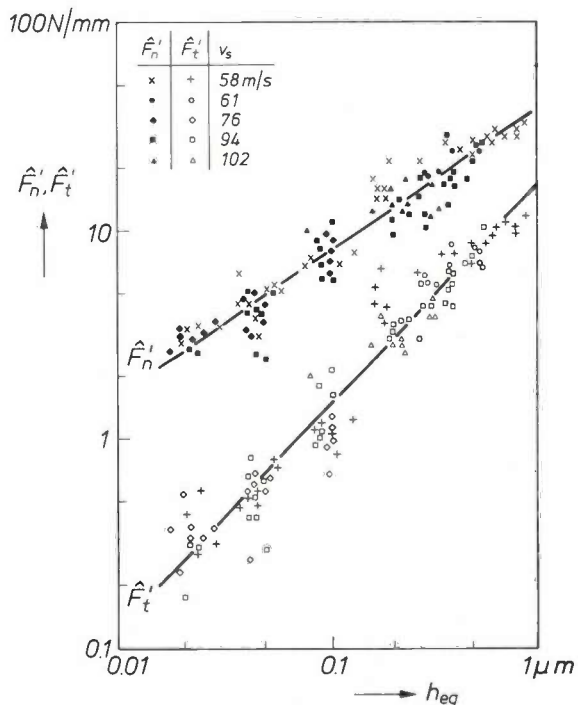 100N/mm
F̂n' F̂t' vs
58 m/s
61
76
94
102
F̂n', F̂t'
10
F̂n'
1
F̂t'
0.1
0.01 0.1 1 μm
heq